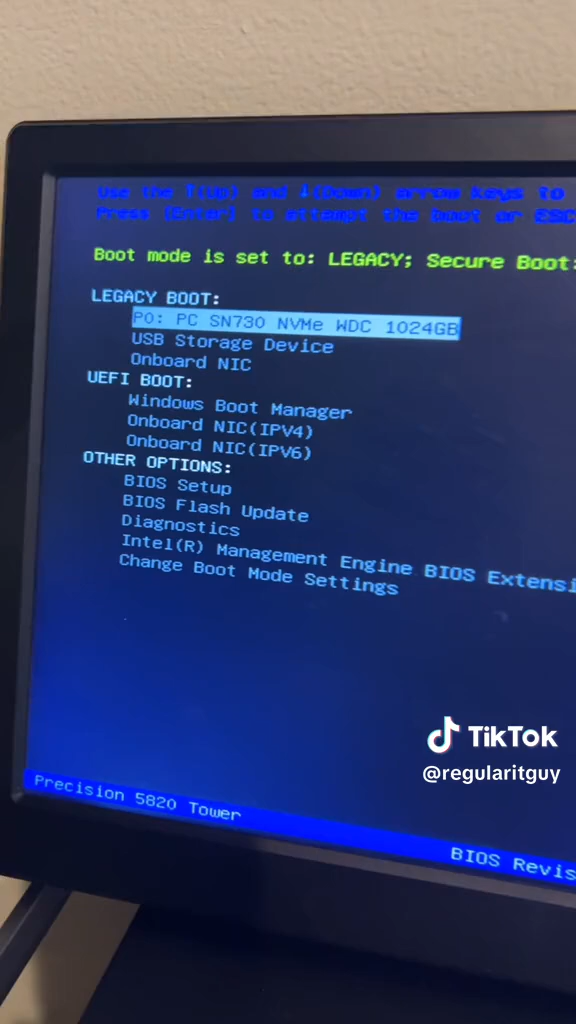 Use the ↑(Up) and ↓(Down) arrow keys to
Press (Enter) to attempt the boot or ESC
Boot mode is set to: LEGACY; Secure Boot:
LEGACY BOOT:
P0: PC SN730 NVMe WDC 1024GB
USB Storage Device
Onboard NIC
UEFI BOOT:
Windows Boot Manager
Onboard NIC(IPV4)
Onboard NIC(IPV6)
OTHER OPTIONS:
BIOS Setup
BIOS Flash Update
Diagnostics
Intel(R) Management Engine BIOS Extensi
Change Boot Mode Settings
TikTok
@regularitguy
Precision 5820 Tower
BIOS Revis